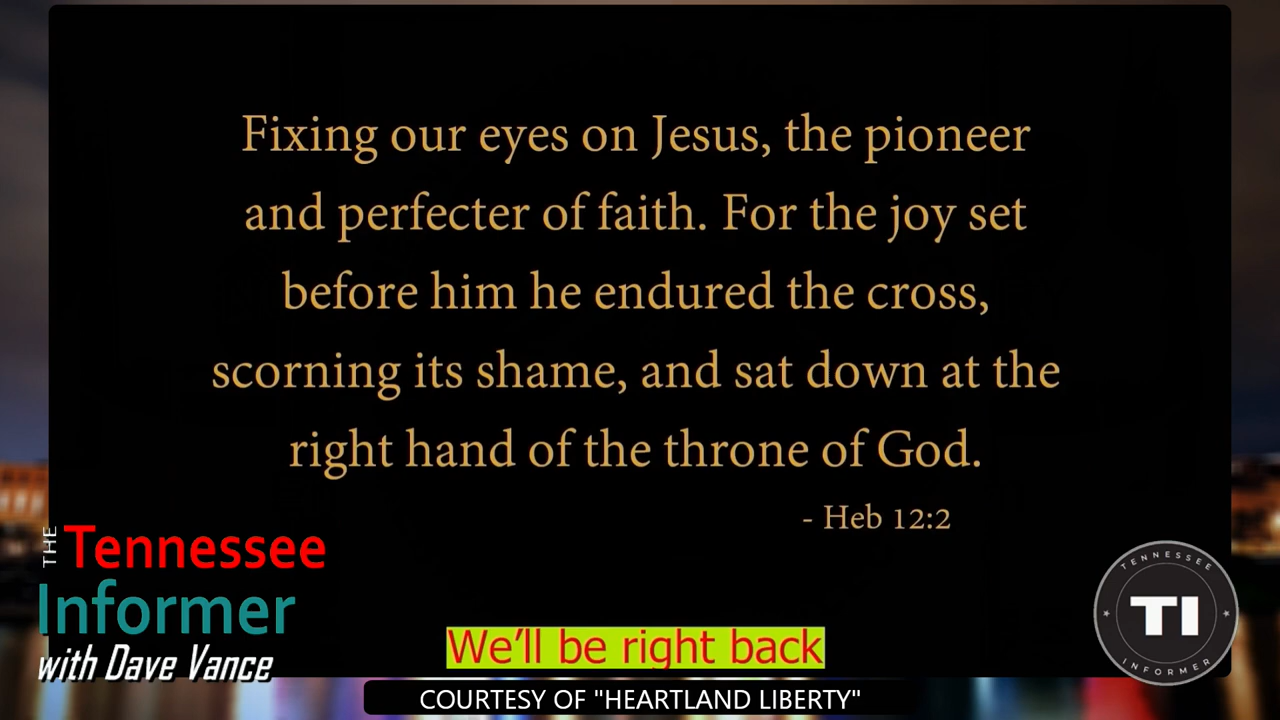 Fixing our eyes on Jesus, the pioneer
and perfecter of faith. For the joy set
before him he endured the cross,
scorning its shame, and sat down at the
right hand of the throne of God.
- Heb 12:2
THE Tennessee
Informer
with Dave Vance
We'll be right back
TENNESSEE
TI
INFORMER
COURTESY OF "HEARTLAND LIBERTY"